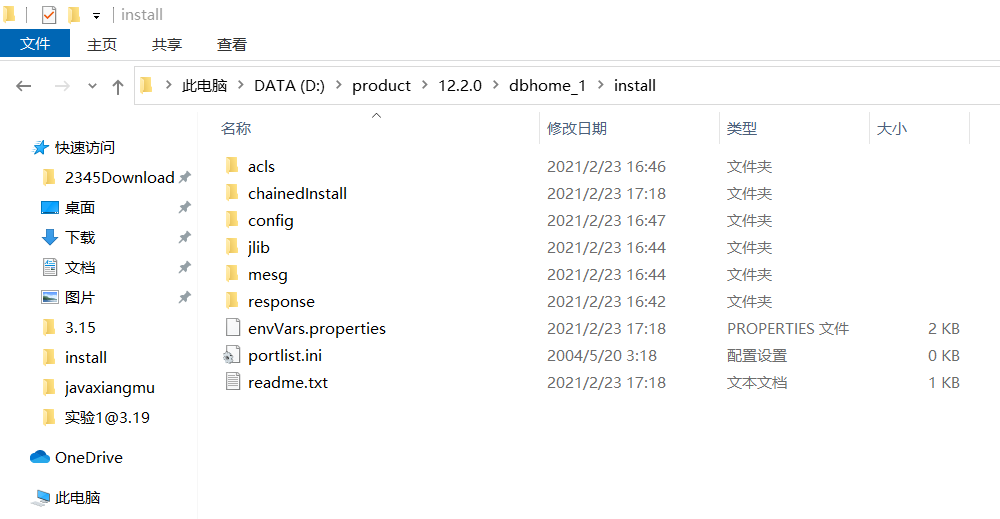 install
文件 主页 共享 查看
此电脑 DATA (D:) product 12.2.0 dbhome_1 install
名称 修改日期 类型 大小
快速访问
2345Download
桌面
下载
文档
图片
3.15
install
javaxiangmu
实验1@3.19
OneDrive
此电脑
acls 2021/2/23 16:46 文件夹
chainedInstall 2021/2/23 17:18 文件夹
config 2021/2/23 16:47 文件夹
jlib 2021/2/23 16:44 文件夹
mesg 2021/2/23 16:44 文件夹
response 2021/2/23 16:42 文件夹
envVars.properties 2021/2/23 17:18 PROPERTIES 文件 2 KB
portlist.ini 2004/5/20 3:18 配置设置 0 KB
readme.txt 2021/2/23 17:18 文本文档 1 KB